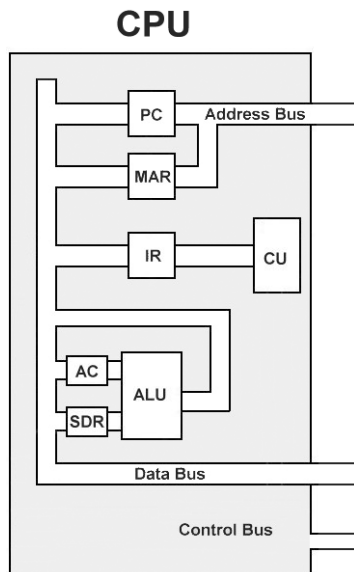 CPU
PC
Address Bus
MAR
IR
CU
AC
ALU
SDR
Data Bus
Control Bus